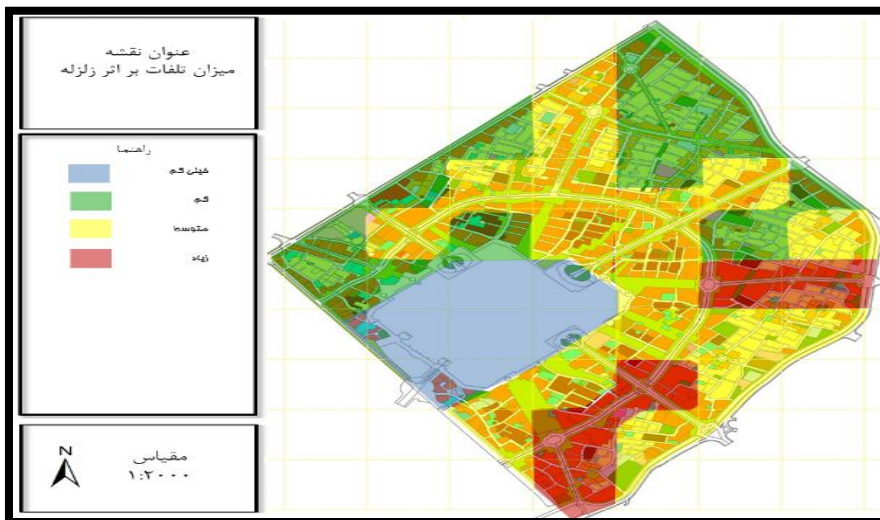 عنوان نقشه
میزان تلفات بر اثر زلزله
راهنما
خیلی کم
کم
متوسط
زیاد
N
مقیاس
۱:۲۰۰۰